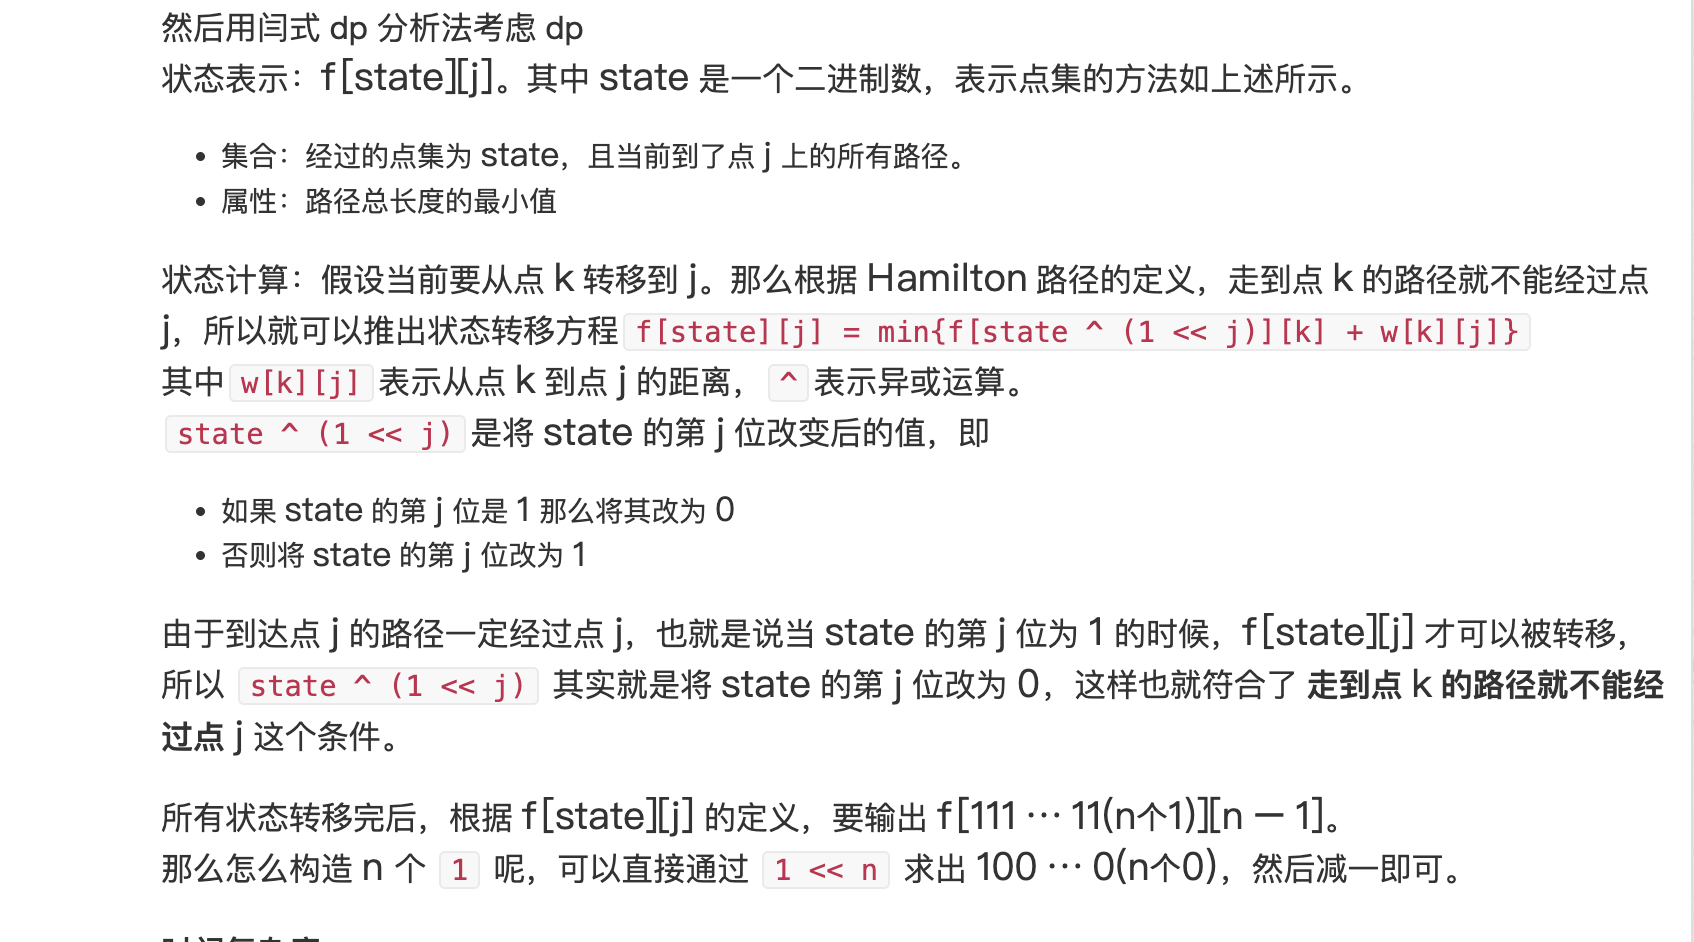 然后用闫式 dp 分析法考虑 dp
状态表示：f[state][j]。其中 state 是一个二进制数，表示点集的方法如上述所示。
• 集合：经过的点集为 state，且当前到了点 j 上的所有路径。
• 属性：路径总长度的最小值
状态计算：假设当前要从点 k 转移到 j。那么根据 Hamilton 路径的定义，走到点 k 的路径就不能经过点
j，所以就可以推出状态转移方程 f[state][j] = min{f[state ^ (1 << j)][k] + w[k][j]}
其中 w[k][j] 表示从点 k 到点 j 的距离， ^ 表示异或运算。
state ^ (1 << j) 是将 state 的第 j 位改变后的值，即
• 如果 state 的第 j 位是 1 那么将其改为 0
• 否则将 state 的第 j 位改为 1
由于到达点 j 的路径一定经过点 j，也就是说当 state 的第 j 位为 1 的时候，f[state][j] 才可以被转移，
所以 state ^ (1 << j) 其实就是将 state 的第 j 位改为 0，这样也就符合了 走到点 k 的路径就不能经
过点 j 这个条件。
所有状态转移完后，根据 f[state][j] 的定义，要输出 f[111 ⋯ 11(n个1)][n − 1]。
那么怎么构造 n 个 1 呢，可以直接通过 1 << n 求出 100 ⋯ 0(n个0)，然后减一即可。